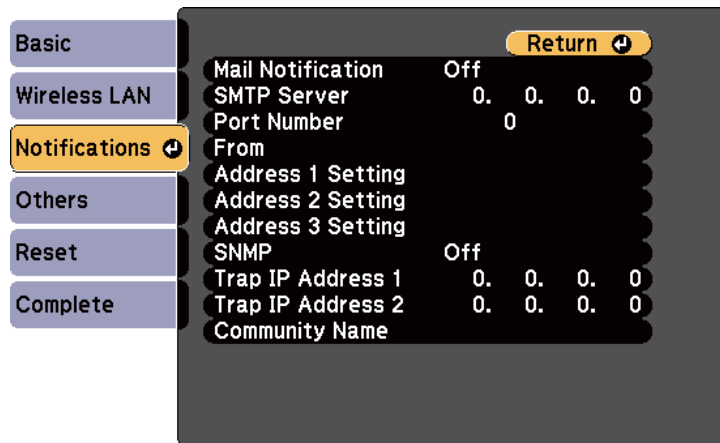 Basic
Wireless LAN
Notifications
Others
Reset
Complete
Return
Mail Notification Off
SMTP Server 0. 0. 0. 0
Port Number 0
From
Address 1 Setting
Address 2 Setting
Address 3 Setting
SNMP Off
Trap IP Address 1 0. 0. 0. 0
Trap IP Address 2 0. 0. 0. 0
Community Name